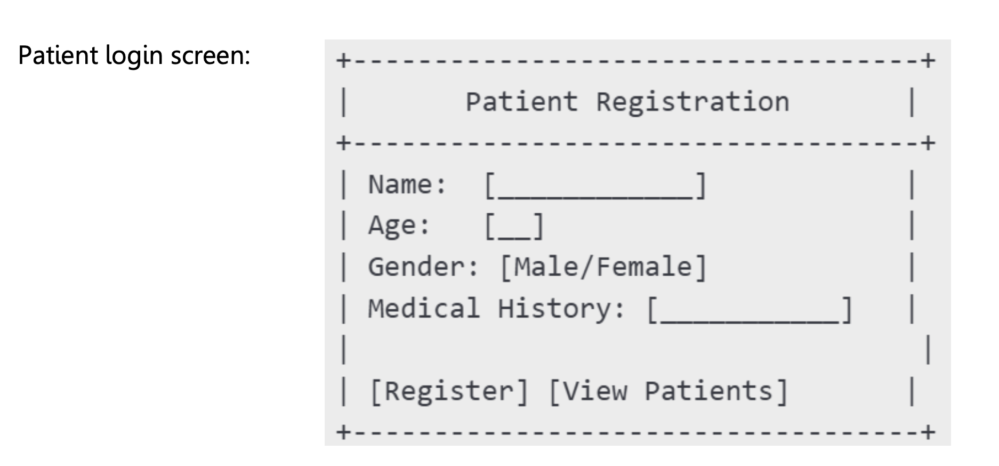 Patient login screen:
+-----------------------------------+
|       Patient Registration       |
+-----------------------------------+
| Name:  [____________]            |
| Age:   [__]                      |
| Gender: [Male/Female]            |
| Medical History: [___________]   |
|                                   |
| [Register] [View Patients]       |
+-----------------------------------+